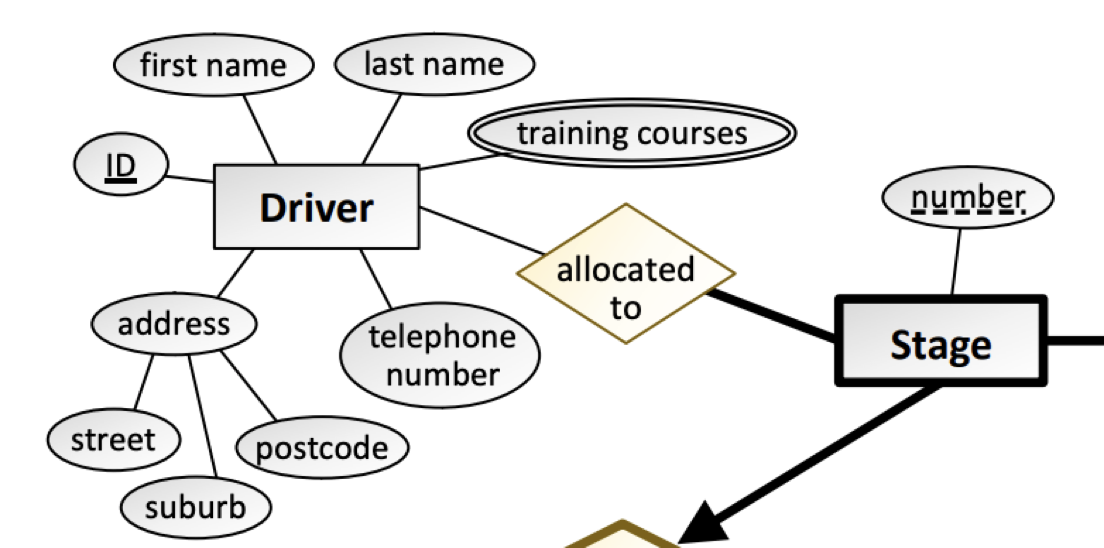 first name
last name
training courses
ID
Driver
number
allocated
to
address
telephone
number
Stage
street
postcode
suburb